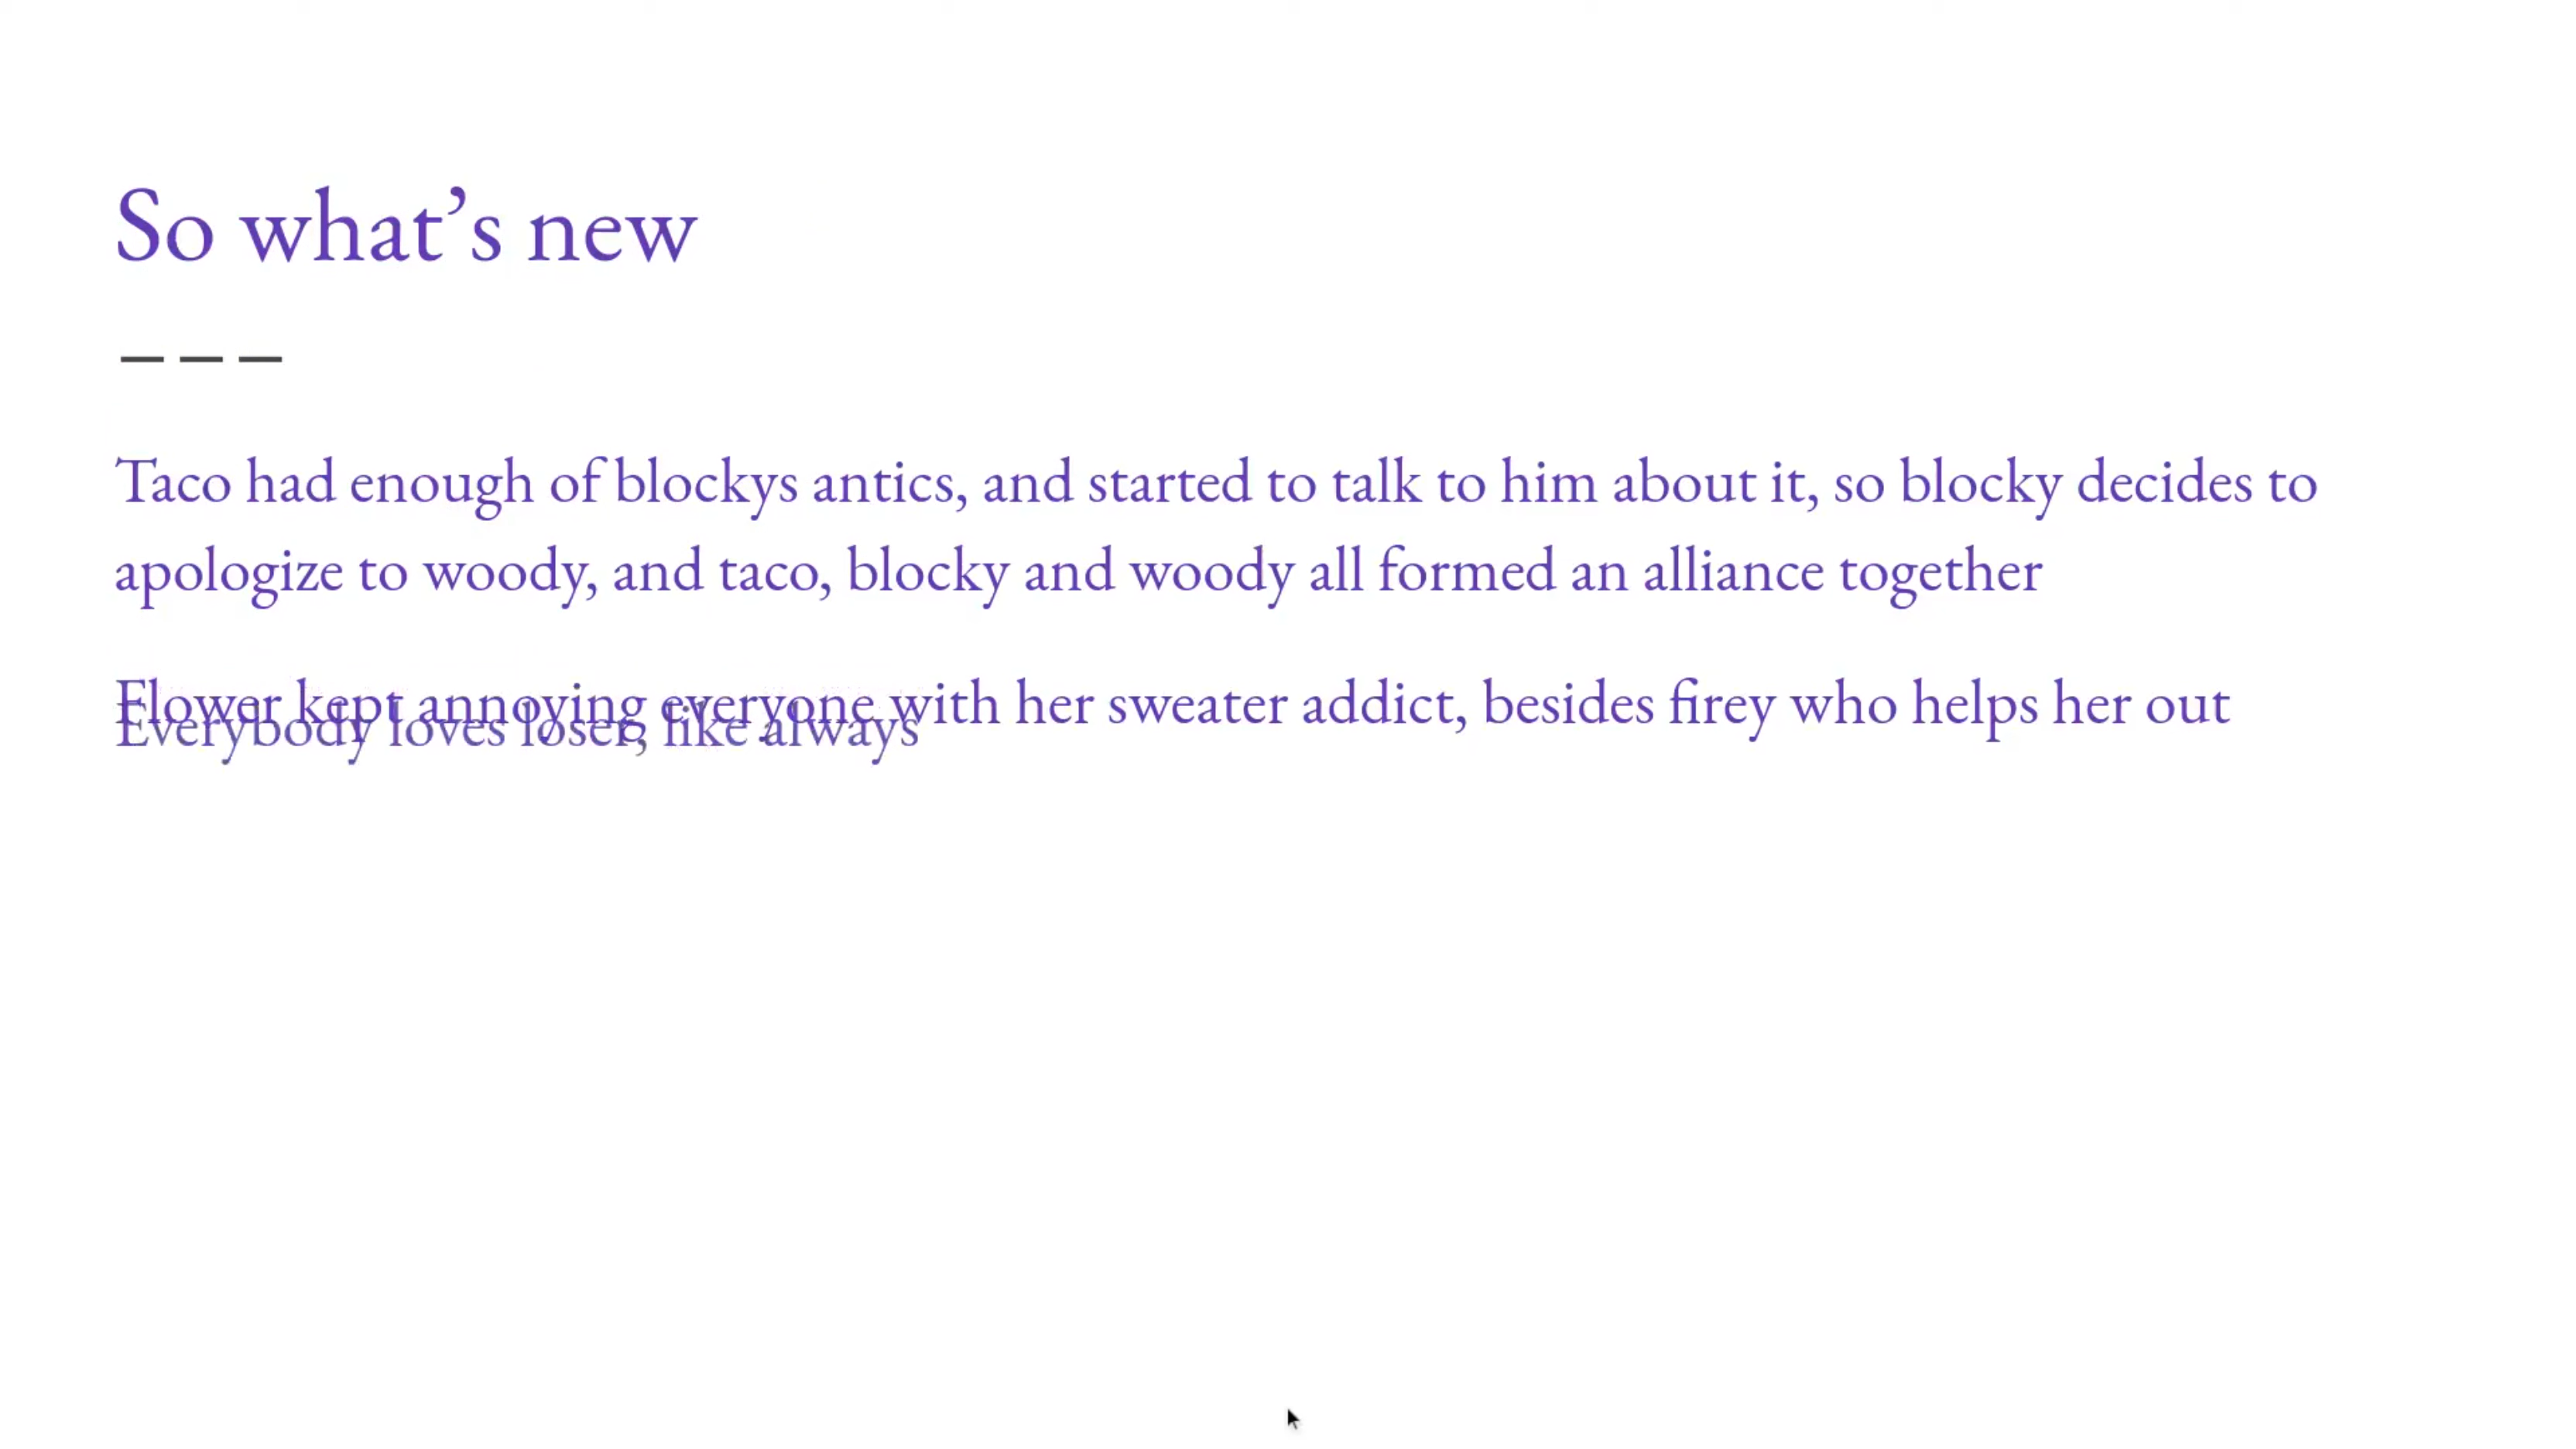 So what’s new
Taco had enough of blockys antics, and started to talk to him about it, so blocky decides to
apologize to woody, and taco, blocky and woody all formed an alliance together
Flower kept annoying everyone with her sweater addict, besides firey who helps her out
Everybody loves loser, like always